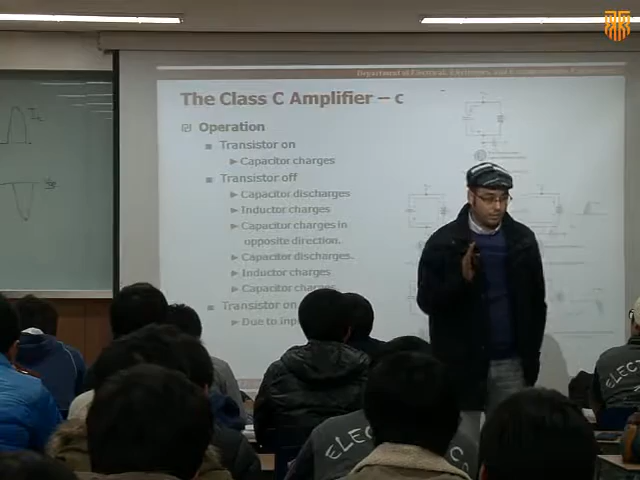 Department of Electrical, Electronics, and
The Class C Amplifier – c
Operation
Transistor on
Capacitor charges
Transistor off
Capacitor discharges
Inductor charges
Capacitor charges in
opposite direction.
Capacitor discharges.
Inductor charges
Capacitor charges
Transistor on
Due to inp
ELEC
ELEC